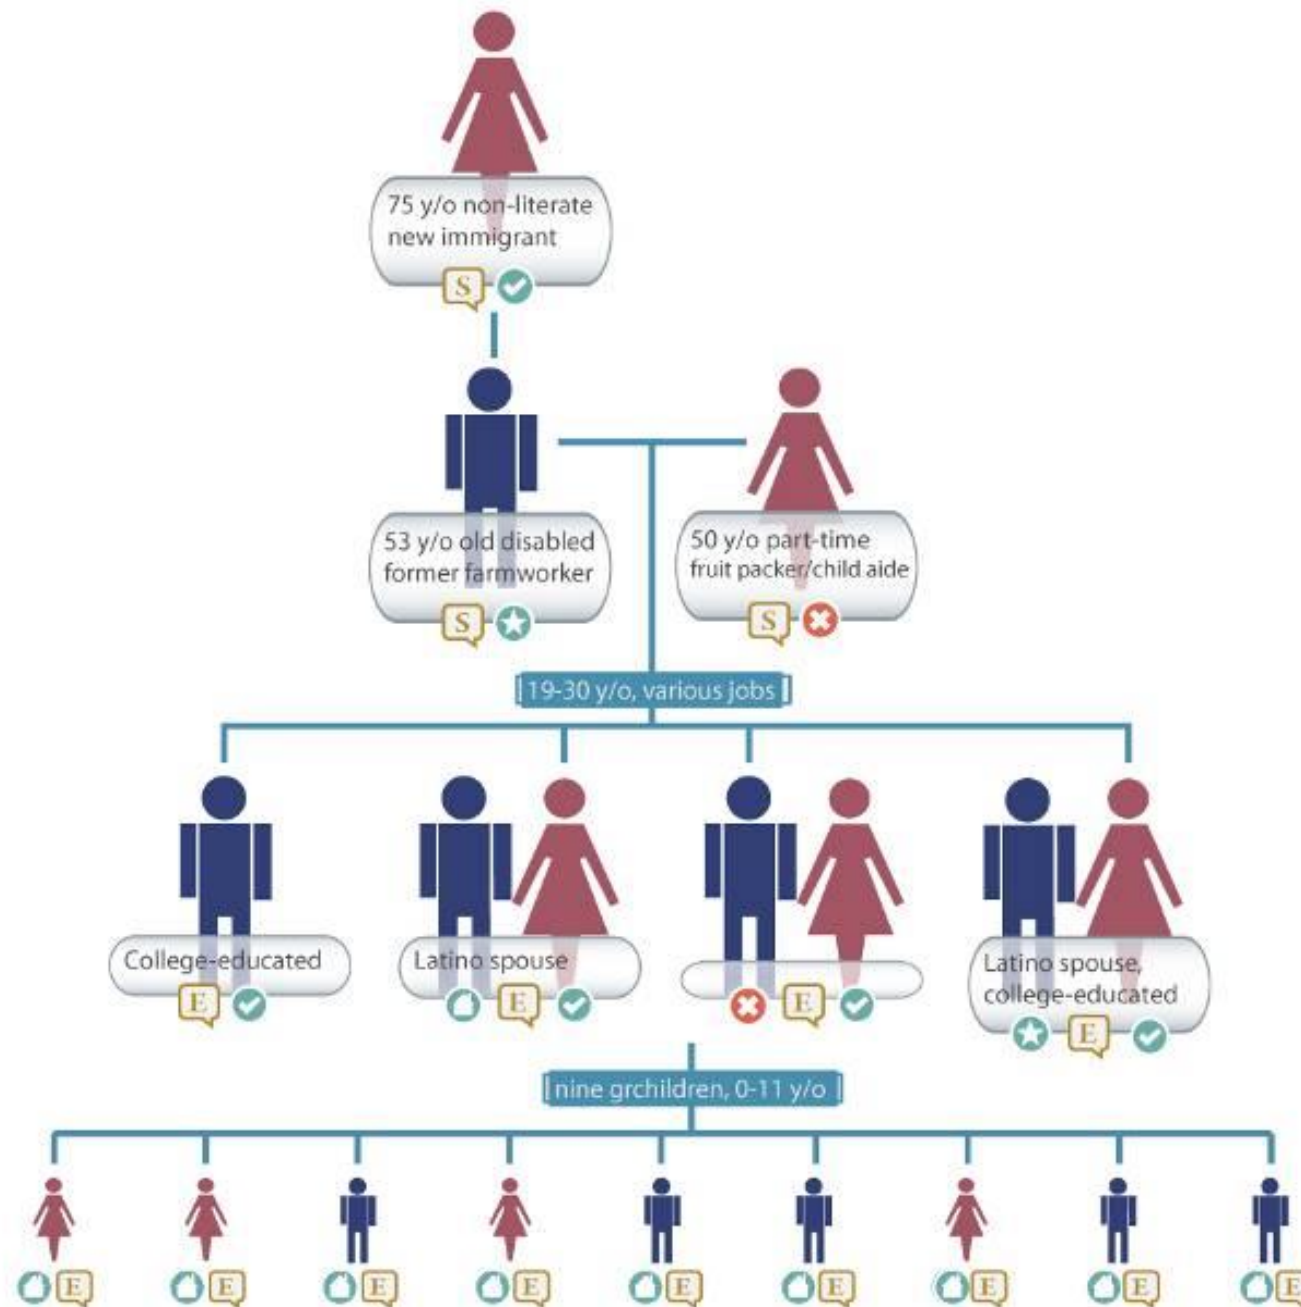 75 y/o non-literate
new immigrant
S
53 y/o old disabled
former farmworker
S
50 y/o part-time
fruit packer/child aide
S
19-30 y/o, various jobs
College-educated
E
Latino spouse
E
E
Latino spouse,
college-educated
E
nine grchildren, 0-11 y/o
E
E
E
E
E
E
E
E
E